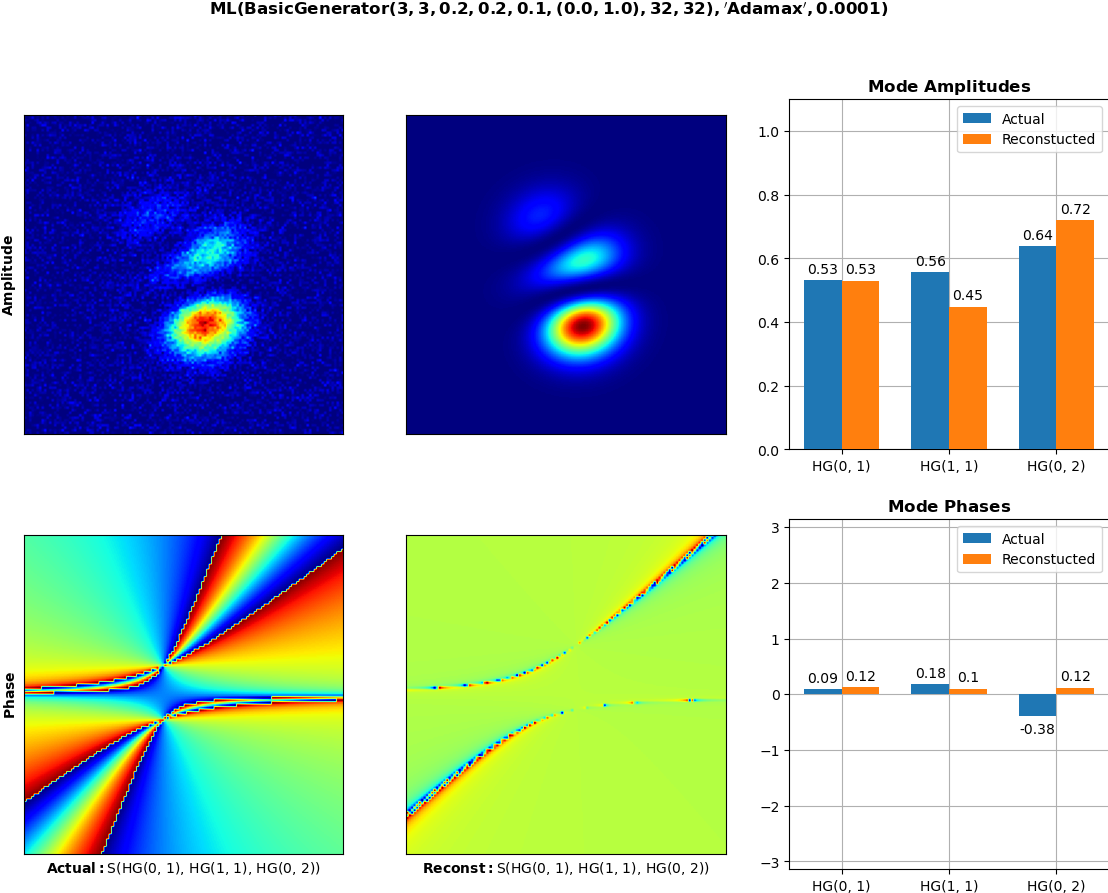 ML(BasicGenerator(3, 3, 0.2, 0.2, 0.1, (0.0, 1.0), 32, 32), 'Adamax', 0.0001)
Amplitude
Mode Amplitudes
Actual
Reconstucted
1.0
0.8
0.6
0.4
0.2
0.0
0.53
0.53
0.56
0.45
0.64
0.72
HG(0, 1)
HG(1, 1)
HG(0, 2)
Phase
Actual: S(HG(0, 1), HG(1, 1), HG(0, 2))
Reconst: S(HG(0, 1), HG(1, 1), HG(0, 2))
Mode Phases
Actual
Reconstucted
3
2
1
0
−1
−2
−3
0.09
0.12
0.18
0.1
-0.38
0.12
HG(0, 1)
HG(1, 1)
HG(0, 2)